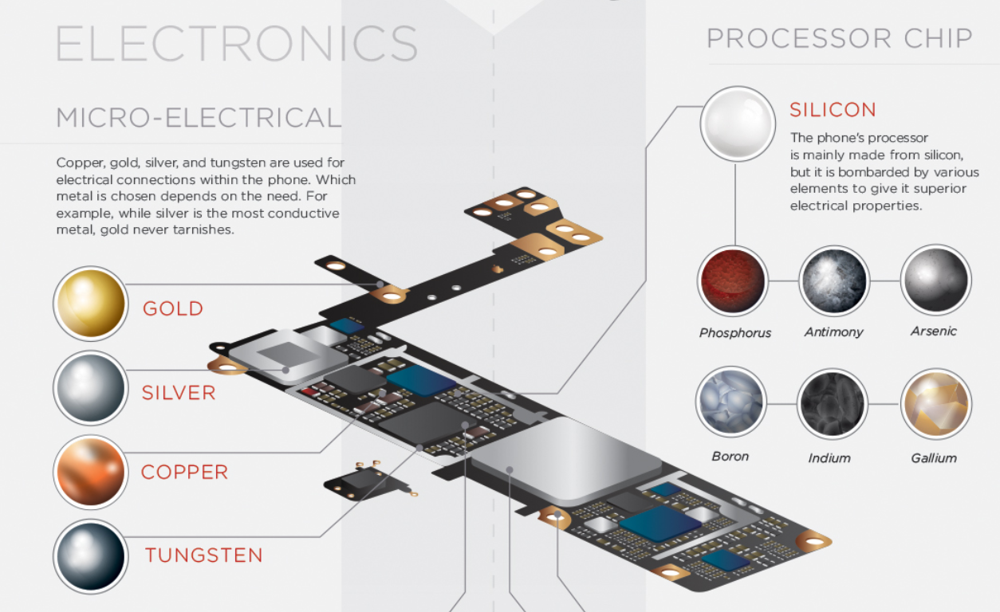 ELECTRONICS
MICRO-ELECTRICAL
Copper, gold, silver, and tungsten are used for
electrical connections within the phone. Which
metal is chosen depends on the need. For
example, while silver is the most conductive
metal, gold never tarnishes.
GOLD
SILVER
COPPER
TUNGSTEN
PROCESSOR CHIP
SILICON
The phone's processor
is mainly made from silicon,
but it is bombarded by various
elements to give it superior
electrical properties.
Phosphorus
Antimony
Arsenic
Boron
Indium
Gallium